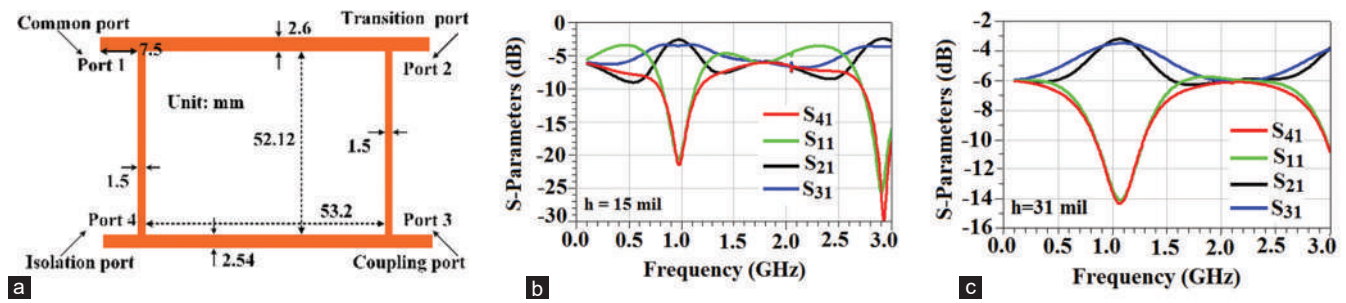 Common port
Transition port
2.6
7.5
Port 1
Port 2
Unit: mm
52.12
1.5
1.5
Port 4
53.2
Port 3
Isolation port
2.54
Coupling port
a
S-Parameters (dB)
0
-5
-10
-15
-20
-25
-30
S41
S11
S21
S31
h = 15 mil
0.0 0.5 1.0 1.5 2.0 2.5 3.0
Frequency (GHz)
b
S-Parameters (dB)
-2
-4
-6
-8
-10
-12
-14
-16
S41
S11
S21
S31
h=31 mil
0.0 0.5 1.0 1.5 2.0 2.5 3.0
Frequency (GHz)
c